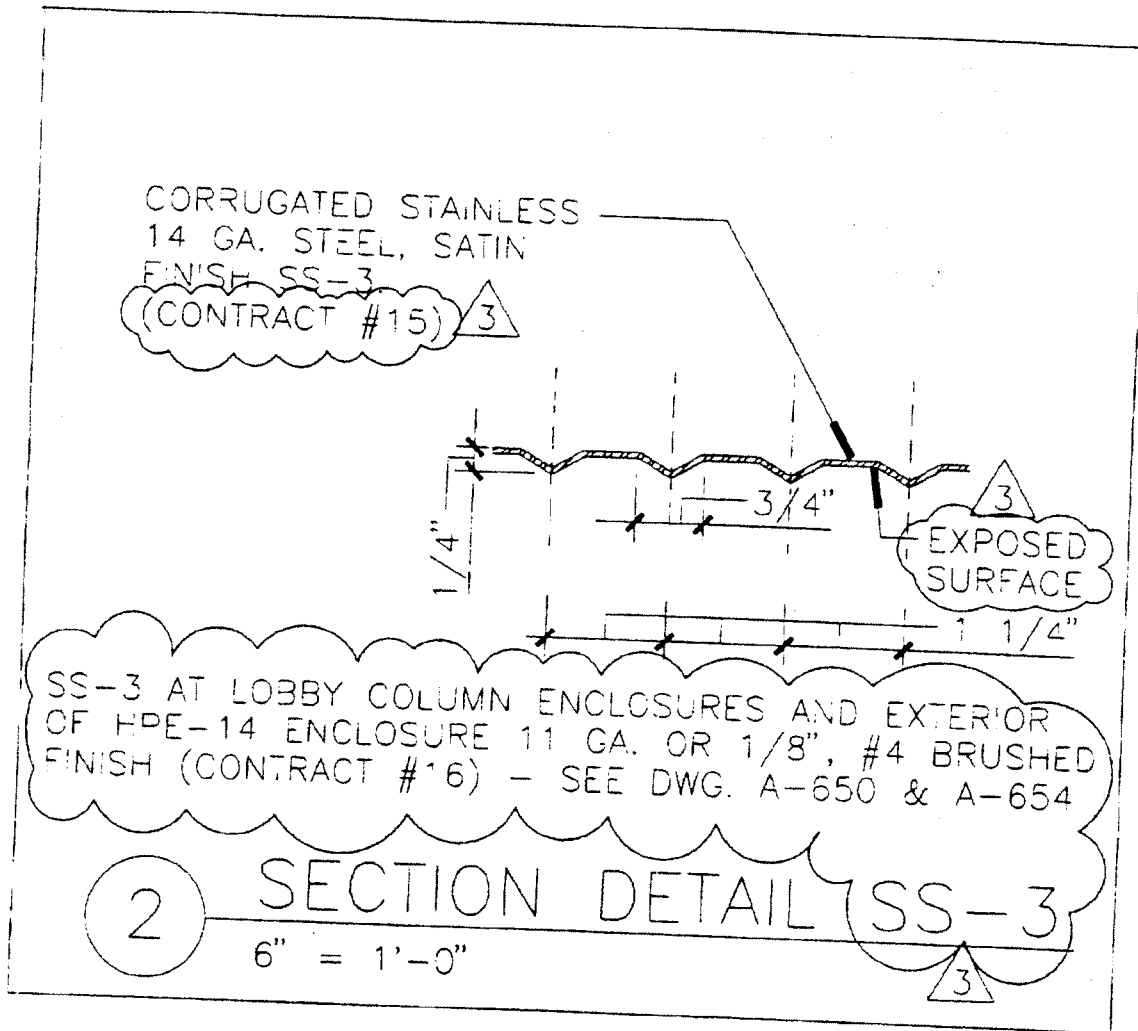 CORRUGATED STAINLESS
14 GA. STEEL, SATIN
FINISH SS-3
(CONTRACT #15)
3
1/4"
3/4"
3
EXPOSED
SURFACE
1 1/4"
SS-3 AT LOBBY COLUMN ENCLOSURES AND EXTERIOR
OF HPE-14 ENCLOSURE 11 GA. OR 1/8", #4 BRUSHED
FINISH (CONTRACT #16) - SEE DWG. A-650 & A-654
2
SECTION DETAIL SS-3
6" = 1'-0"
3